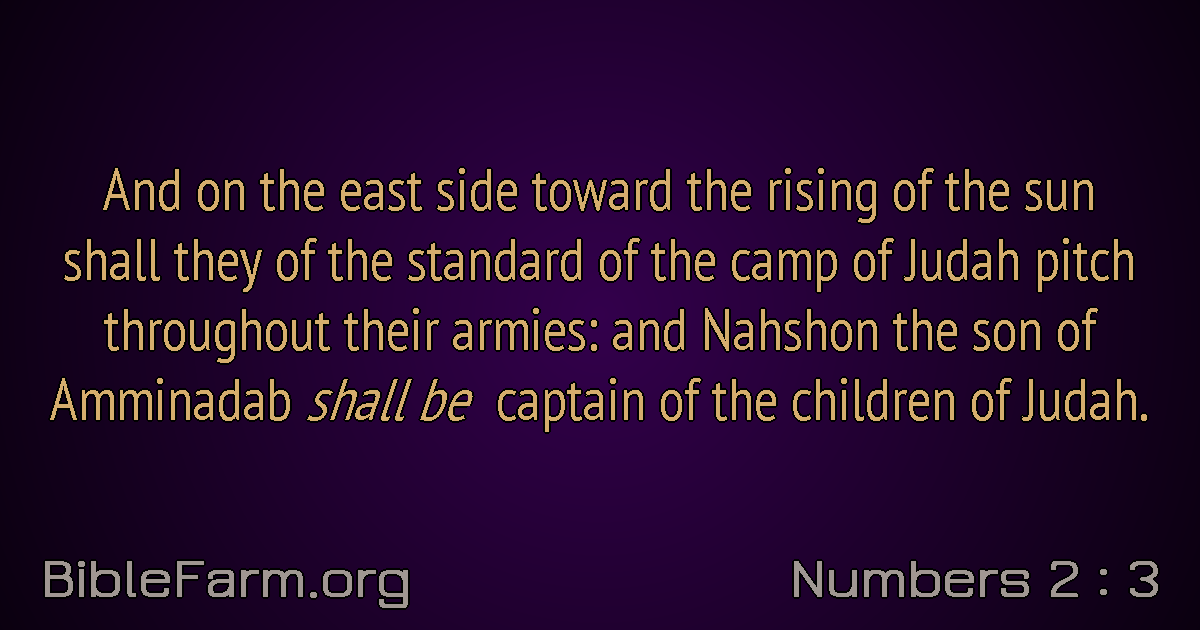 And on the east side toward the rising of the sun
shall they of the standard of the camp of Judah pitch
throughout their armies: and Nahshon the son of
Amminadab shall be captain of the children of Judah.
BibleFarm.org
Numbers 2 : 3